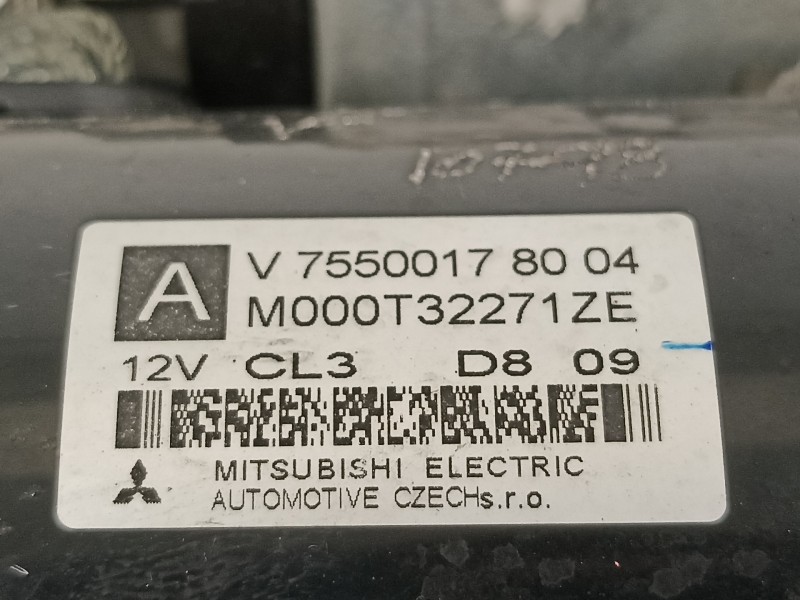 A
V 7550017 80 04
M000T32271ZE
12V CL3 D8 09
MITSUBISHI ELECTRIC
AUTOMOTIVE CZECHs.r.o.